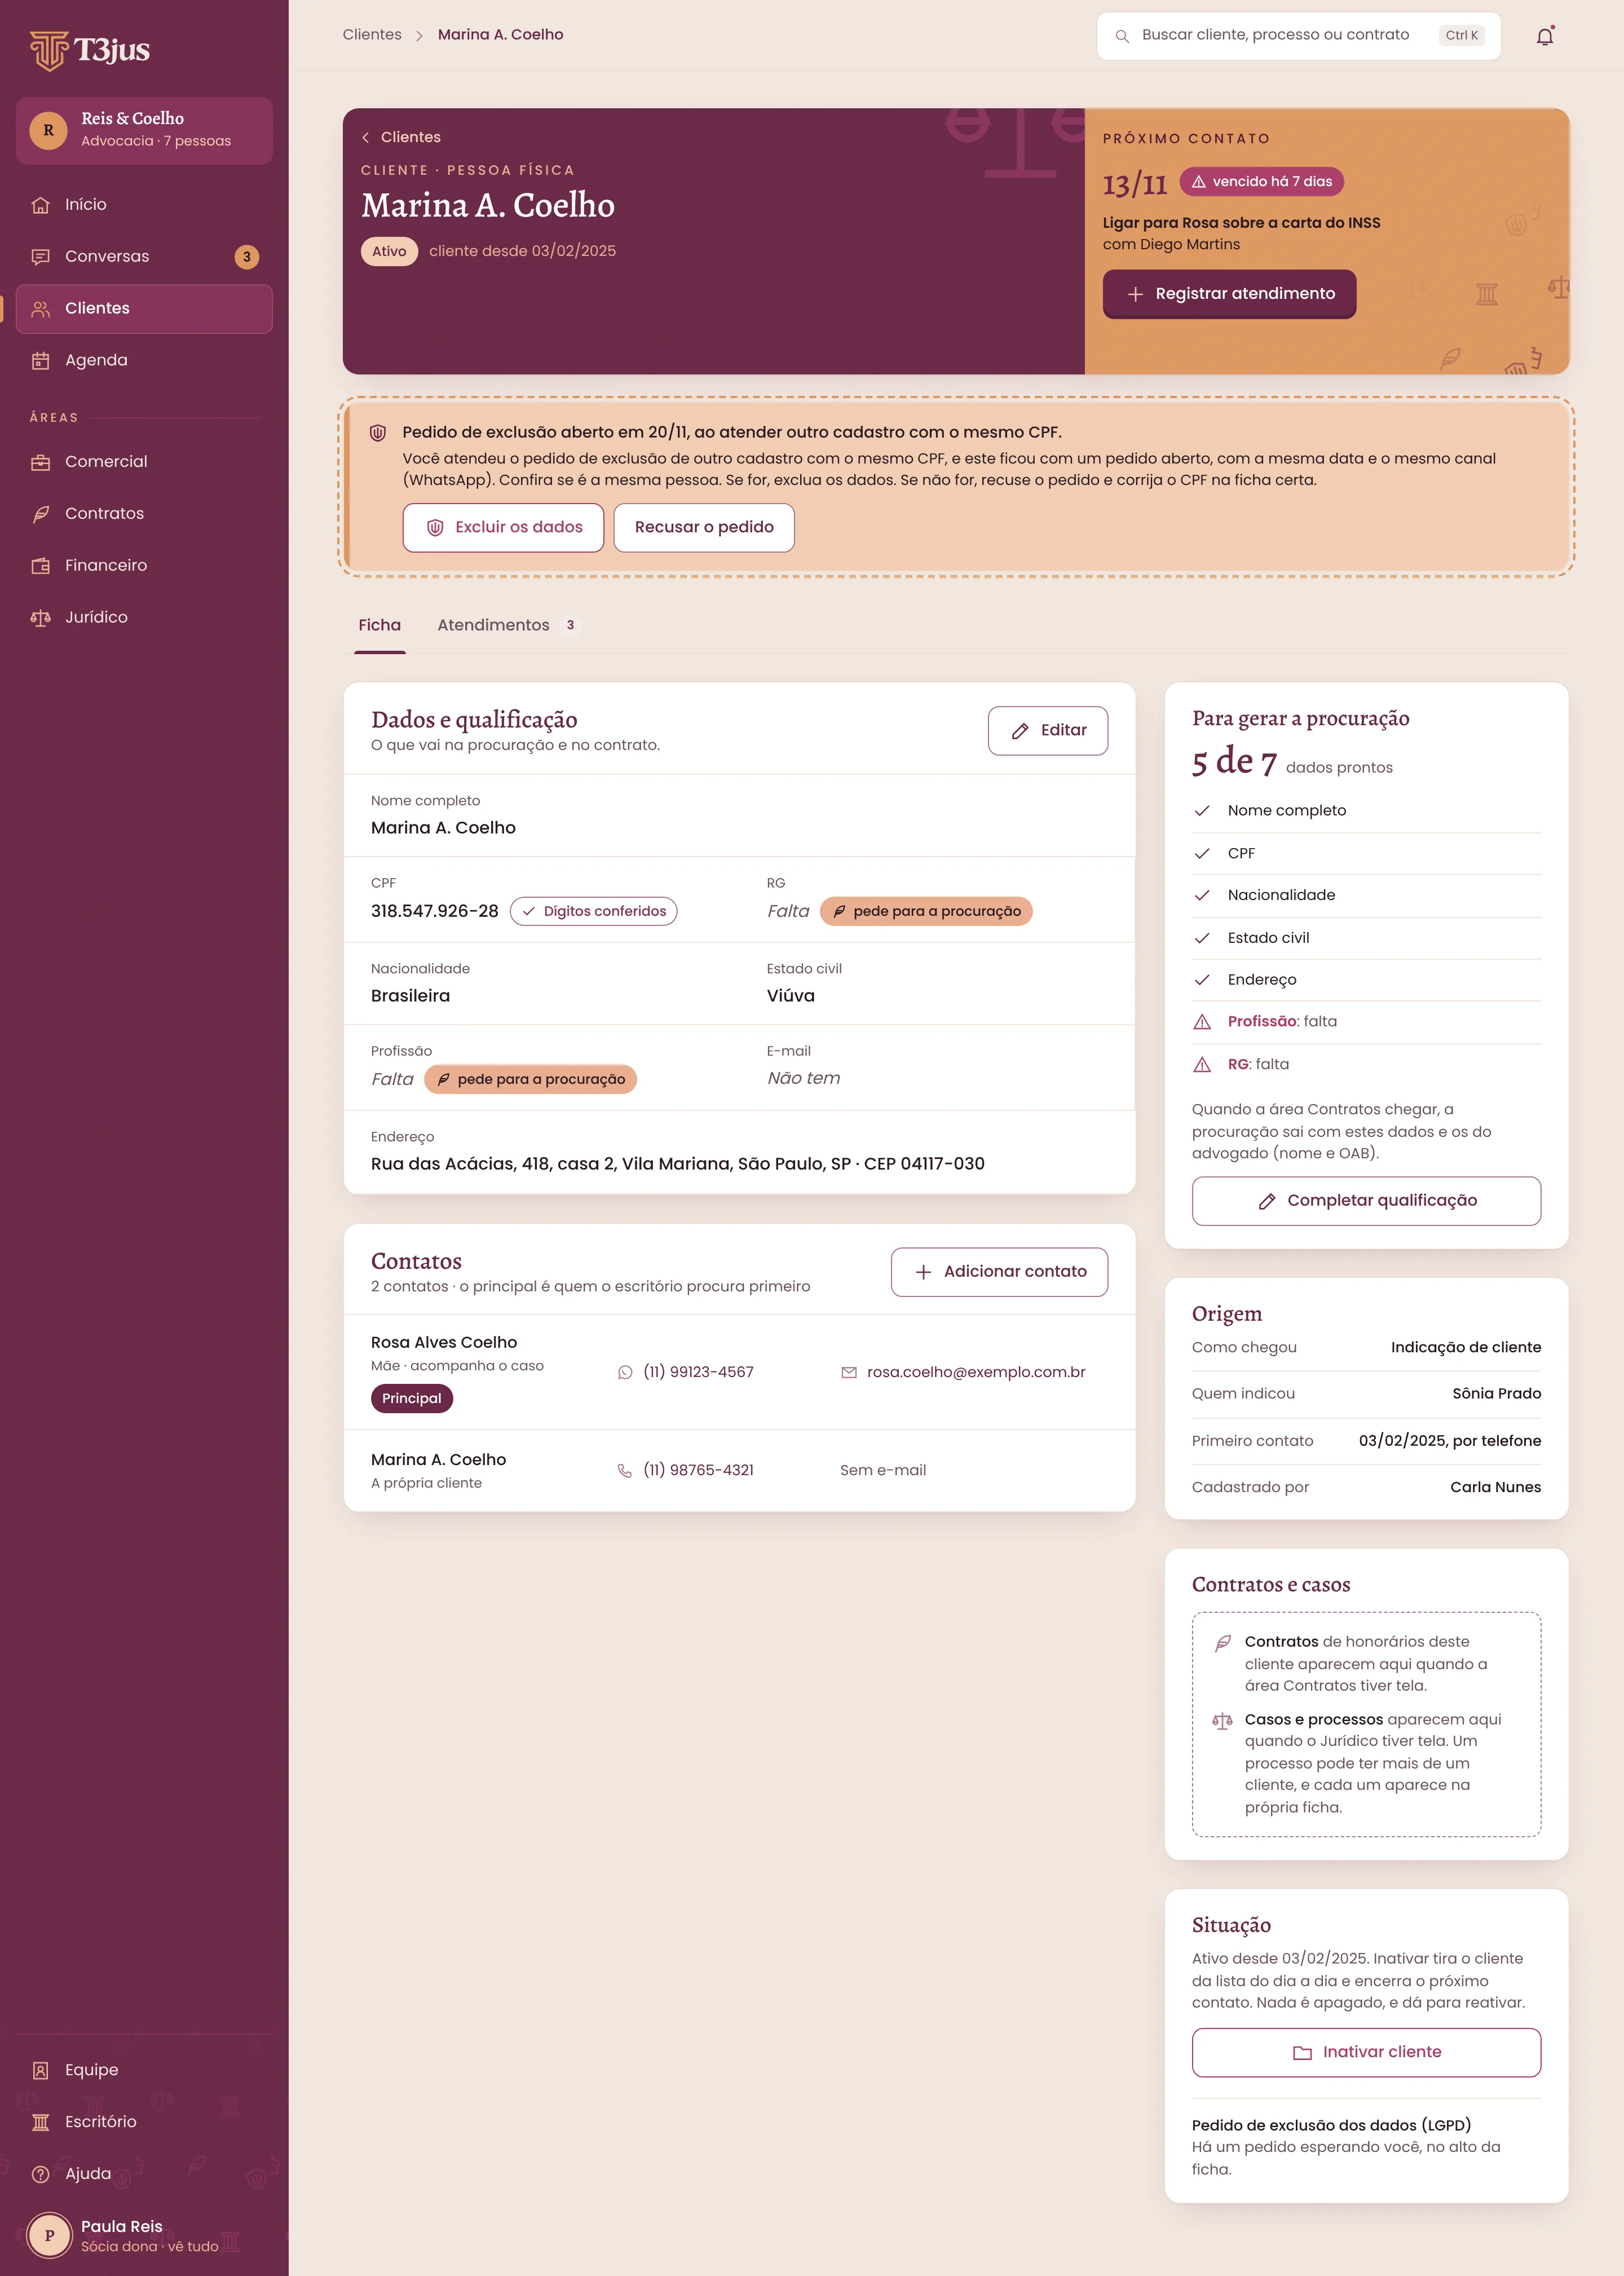 T3jus
R
Reis & Coelho
Advocacia · 7 pessoas
Início
Conversas
3
Clientes
Agenda
ÁREAS
Comercial
Contratos
Financeiro
Jurídico
Equipe
Escritório
Ajuda
P
Paula Reis
Sócia dona · vê tudo
Clientes
Marina A. Coelho
Buscar cliente, processo ou contrato
Ctrl K
Clientes
CLIENTE · PESSOA FÍSICA
Marina A. Coelho
Ativo
cliente desde 03/02/2025
PRÓXIMO CONTATO
13/11
vencido há 7 dias
Ligar para Rosa sobre a carta do INSS
com Diego Martins
Registrar atendimento
Pedido de exclusão aberto em 20/11, ao atender outro cadastro com o mesmo CPF.
Você atendeu o pedido de exclusão de outro cadastro com o mesmo CPF, e este ficou com um pedido aberto, com a mesma data e o mesmo canal
(WhatsApp). Confira se é a mesma pessoa. Se for, exclua os dados. Se não for, recuse o pedido e corrija o CPF na ficha certa.
Excluir os dados
Recusar o pedido
Ficha
Atendimentos
3
Dados e qualificação
O que vai na procuração e no contrato.
Editar
Nome completo
Marina A. Coelho
CPF
318.547.926-28
Dígitos conferidos
RG
Falta
pede para a procuração
Nacionalidade
Brasileira
Estado civil
Viúva
Profissão
Falta
pede para a procuração
E-mail
Não tem
Endereço
Rua das Acácias, 418, casa 2, Vila Mariana, São Paulo, SP · CEP 04117-030
Contatos
2 contatos · o principal é quem o escritório procura primeiro
Adicionar contato
Rosa Alves Coelho
Mãe · acompanha o caso
Principal
(11) 99123-4567
rosa.coelho@exemplo.com.br
Marina A. Coelho
A própria cliente
(11) 98765-4321
Sem e-mail
Para gerar a procuração
5 de 7 dados prontos
Nome completo
CPF
Nacionalidade
Estado civil
Endereço
Profissão: falta
RG: falta
Quando a área Contratos chegar, a
procuração sai com estes dados e os do
advogado (nome e OAB).
Completar qualificação
Origem
Como chegou
Indicação de cliente
Quem indicou
Sônia Prado
Primeiro contato
03/02/2025, por telefone
Cadastrado por
Carla Nunes
Contratos e casos
Contratos de honorários deste
cliente aparecem aqui quando a
área Contratos tiver tela.
Casos e processos aparecem aqui
quando o Jurídico tiver tela. Um
processo pode ter mais de um
cliente, e cada um aparece na
própria ficha.
Situação
Ativo desde 03/02/2025. Inativar tira o cliente
da lista do dia a dia e encerra o próximo
contato. Nada é apagado, e dá para reativar.
Inativar cliente
Pedido de exclusão dos dados (LGPD)
Há um pedido esperando você, no alto da
ficha.